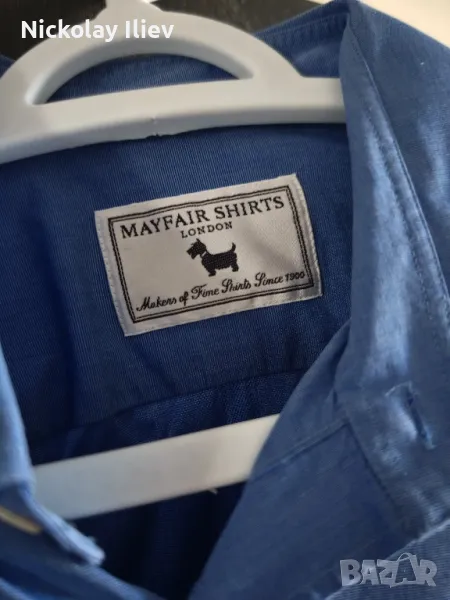 Nickolay Iliev
MAYFAIR SHIRTS
LONDON
Makers of Fine Shirts Since 1900
bazar